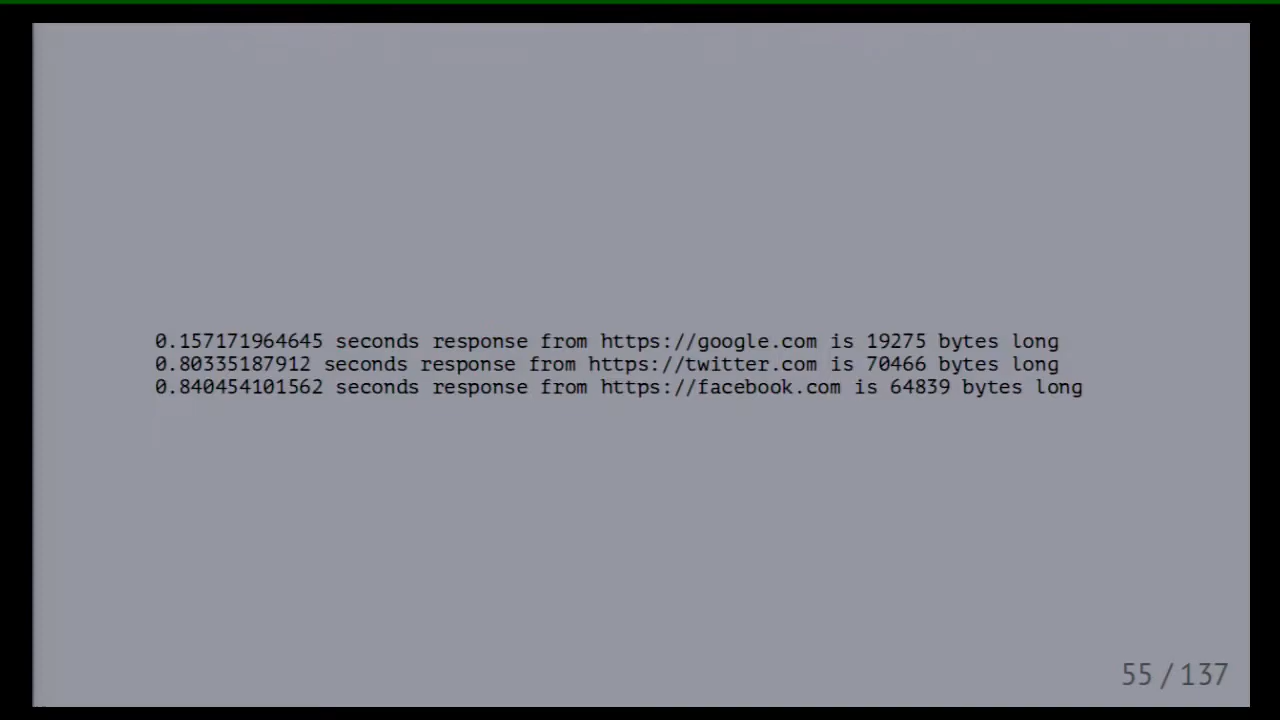 0.157171964645 seconds response from https://google.com is 19275 bytes long
0.80335187912 seconds response from https://twitter.com is 70466 bytes long
0.840454101562 seconds response from https://facebook.com is 64839 bytes long
55 / 137